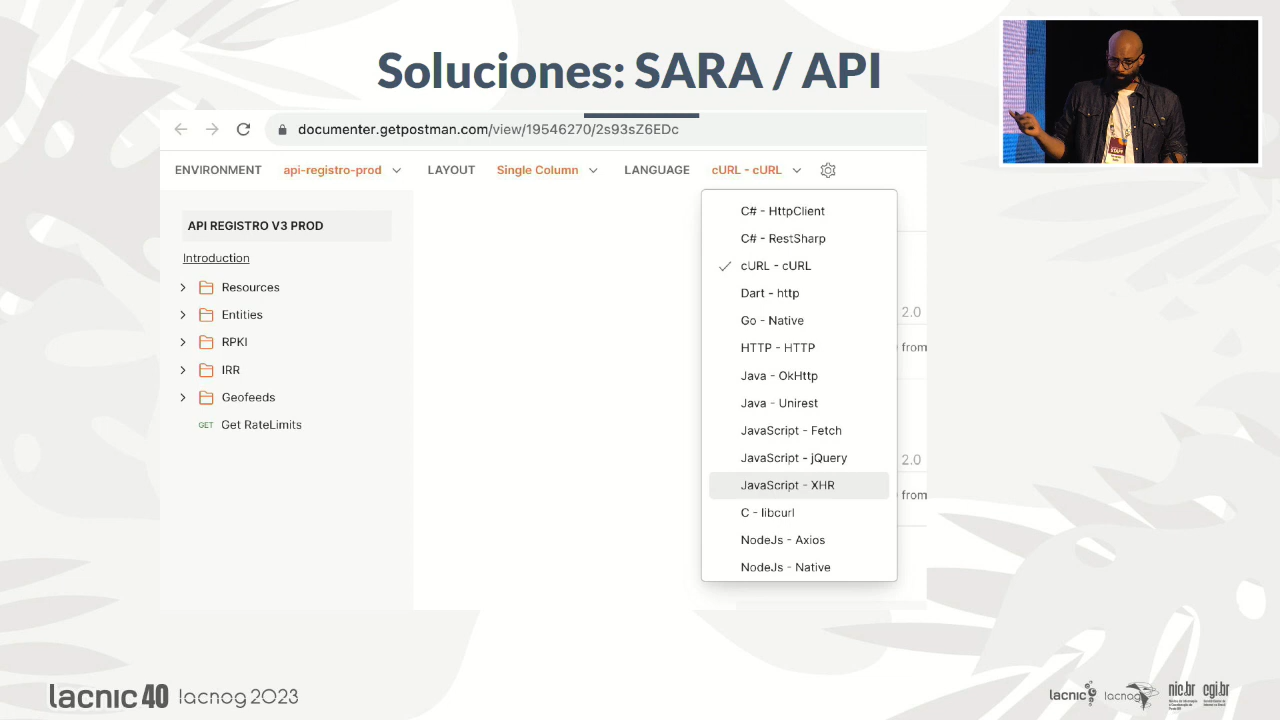 Soluciones: SARA / API
documenter.getpostman.com/view/19546270/2s93sZ6EDc
ENVIRONMENT api-registro-prod LAYOUT Single Column LANGUAGE cURL - cURL
API REGISTRO V3 PROD
Introduction
Resources
Entities
RPKI
IRR
Geofeeds
GET Get RateLimits
C# - HttpClient
C# - RestSharp
cURL - cURL
Dart - http
Go - Native
HTTP - HTTP
Java - OkHttp
Java - Unirest
JavaScript - Fetch
JavaScript - jQuery
JavaScript - XHR
C - libcurl
NodeJs - Axios
NodeJs - Native
2.0
from
2.0
from
STAFF
lacnic 40 lacnog 2023
lacnic lacnog nic.br cgi.br